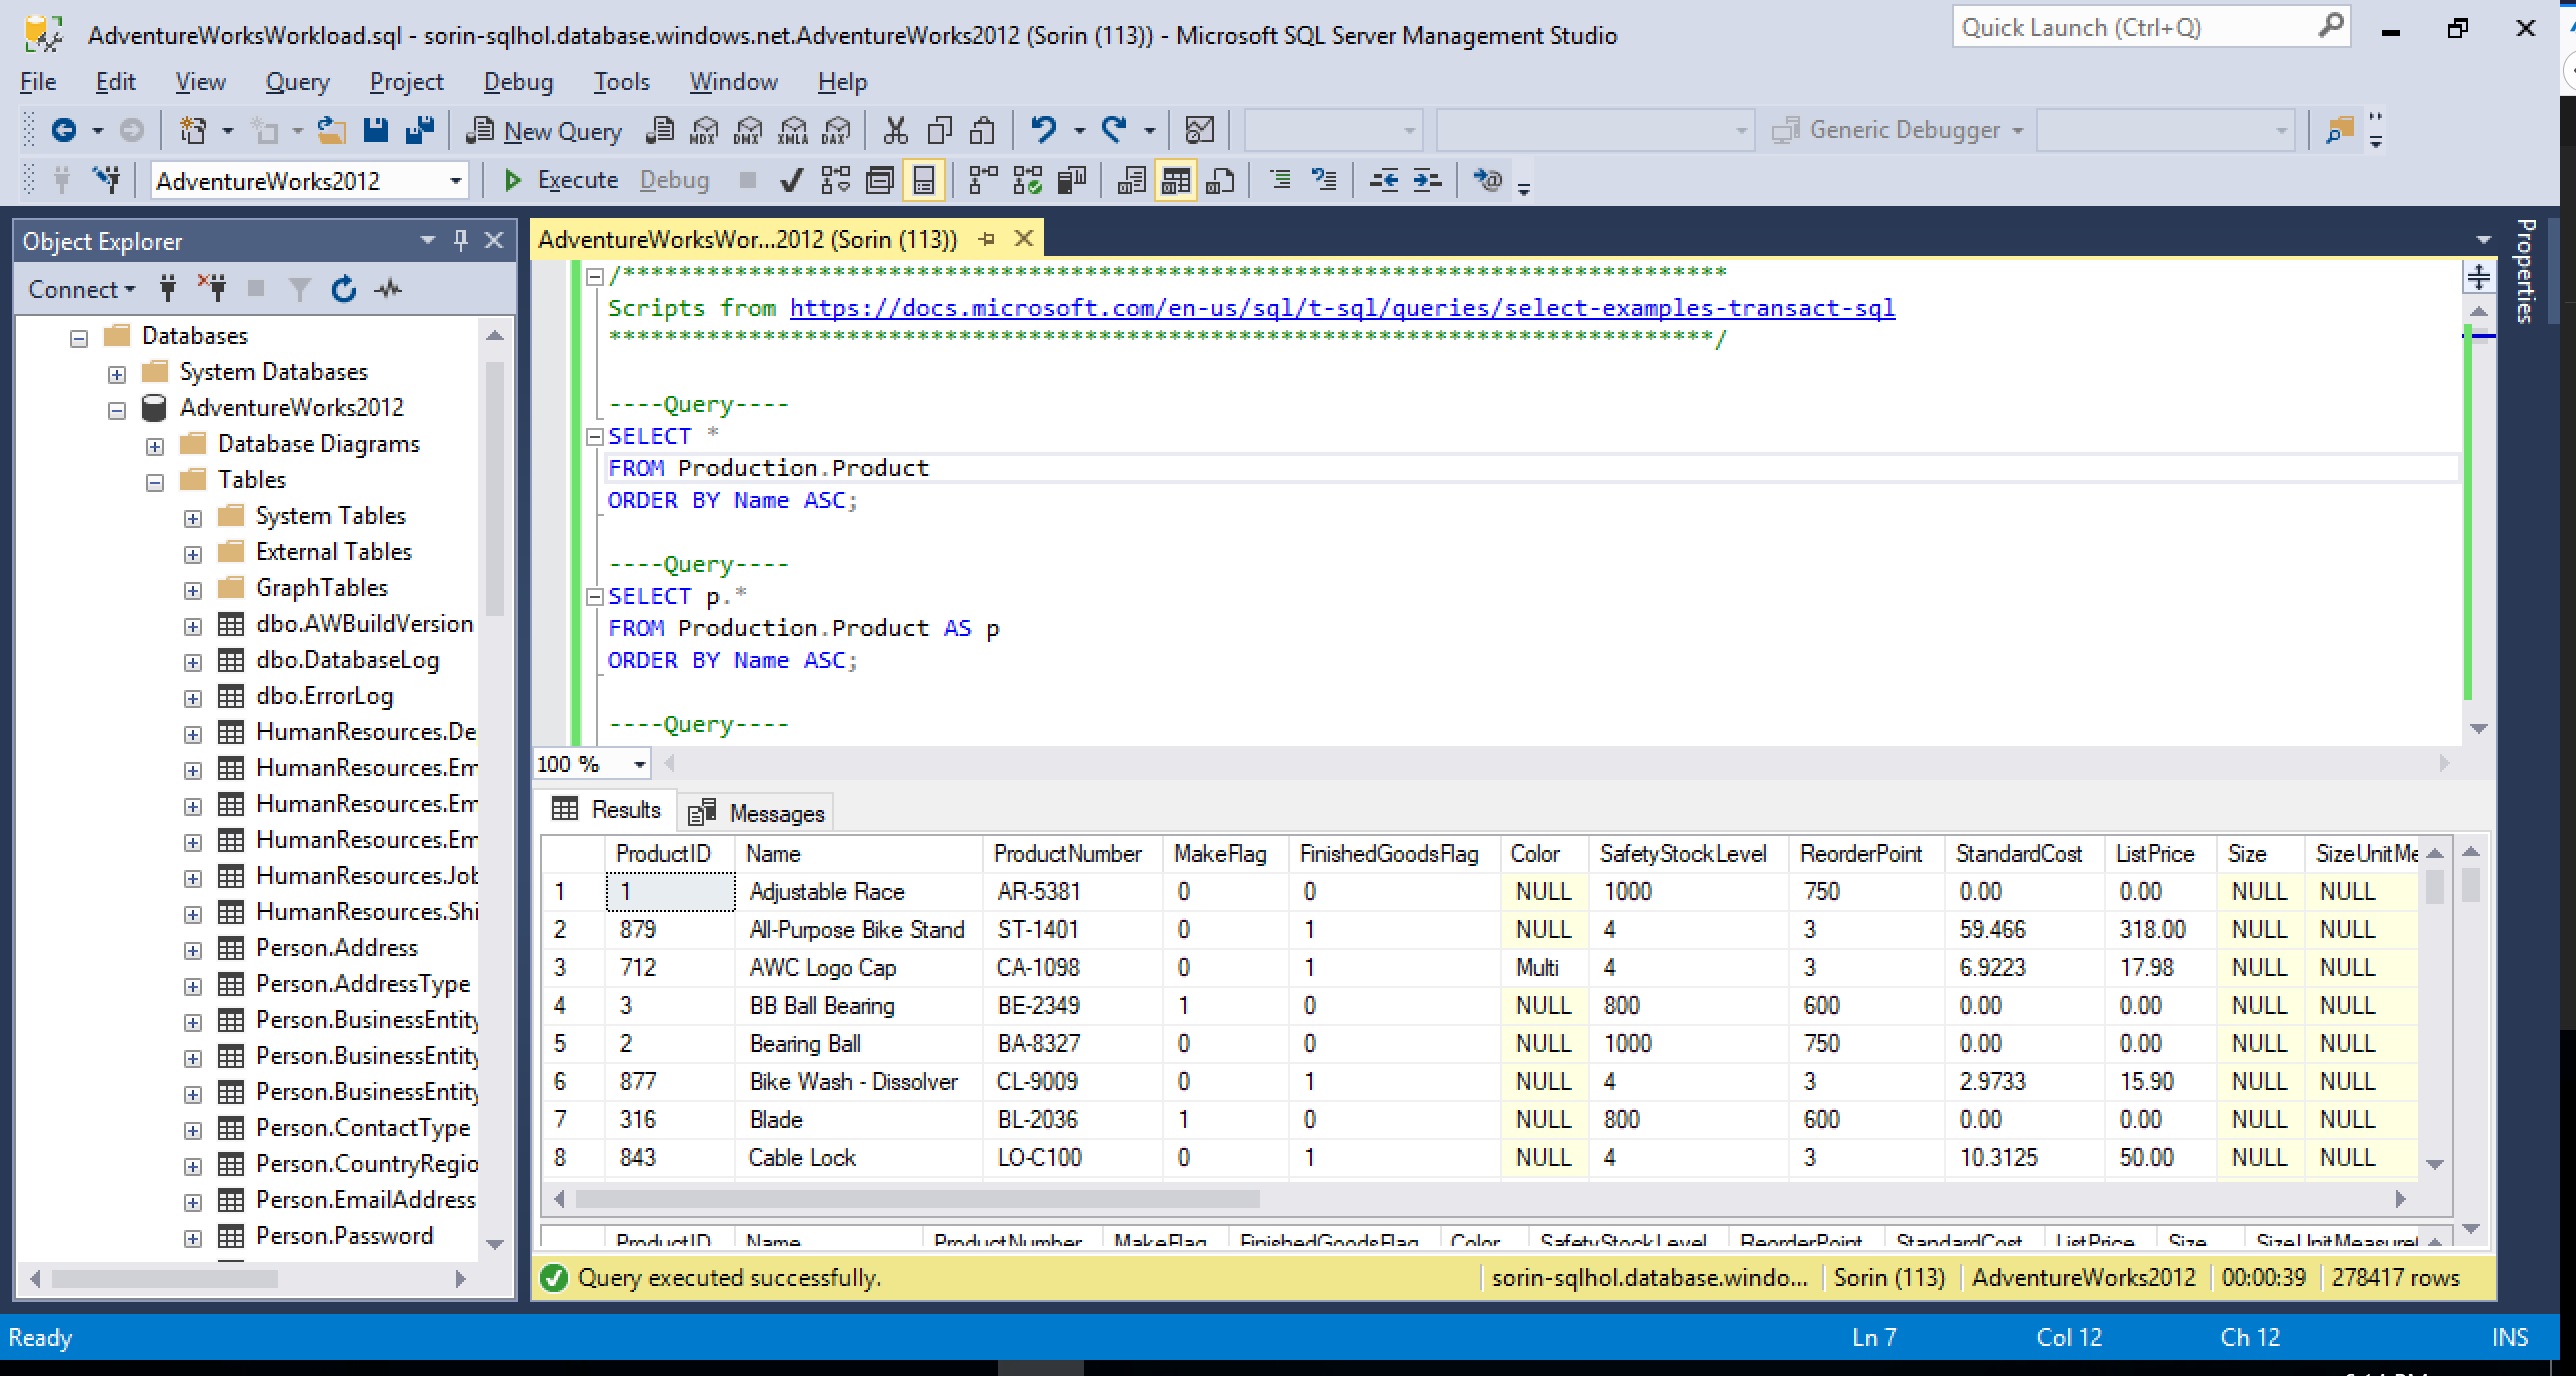 AdventureWorksWorkload.sql - sorin-sqlhol.database.windows.net.AdventureWorks2012 (Sorin (113)) - Microsoft SQL Server Management Studio
Quick Launch (Ctrl+Q)
File Edit View Query Project Debug Tools Window Help
New Query MDX DMX XMLA DAX Generic Debugger
AdventureWorks2012 Execute Debug
Object Explorer
Connect
Databases
System Databases
AdventureWorks2012
Database Diagrams
Tables
System Tables
External Tables
GraphTables
dbo.AWBuildVersion
dbo.DatabaseLog
dbo.ErrorLog
HumanResources.De
HumanResources.Em
HumanResources.Em
HumanResources.Em
HumanResources.Job
HumanResources.Shi
Person.Address
Person.AddressType
Person.BusinessEntity
Person.BusinessEntity
Person.BusinessEntity
Person.ContactType
Person.CountryRegio
Person.EmailAddress
Person.Password
AdventureWorksWor...2012 (Sorin (113))
Properties
/*******************************************************************************
Scripts from https://docs.microsoft.com/en-us/sql/t-sql/queries/select-examples-transact-sql
*******************************************************************************/
----Query----
SELECT *
FROM Production.Product
ORDER BY Name ASC;
----Query----
SELECT p.*
FROM Production.Product AS p
ORDER BY Name ASC;
----Query----
100 %
Results Messages
ProductID Name ProductNumber MakeFlag FinishedGoodsFlag Color SafetyStockLevel ReorderPoint StandardCost ListPrice Size SizeUnitMe
1 1 Adjustable Race AR-5381 0 0 NULL 1000 750 0.00 0.00 NULL NULL
2 879 All-Purpose Bike Stand ST-1401 0 1 NULL 4 3 59.466 318.00 NULL NULL
3 712 AWC Logo Cap CA-1098 0 1 Multi 4 3 6.9223 17.98 NULL NULL
4 3 BB Ball Bearing BE-2349 1 0 NULL 800 600 0.00 0.00 NULL NULL
5 2 Bearing Ball BA-8327 0 0 NULL 1000 750 0.00 0.00 NULL NULL
6 877 Bike Wash - Dissolver CL-9009 0 1 NULL 4 3 2.9733 15.90 NULL NULL
7 316 Blade BL-2036 1 0 NULL 800 600 0.00 0.00 NULL NULL
8 843 Cable Lock LO-C100 0 1 NULL 4 3 10.3125 50.00 NULL NULL
ProductID Name ProductNumber MakeFlag FinishedGoodsFlag Color SafetyStockLevel ReorderPoint StandardCost ListPrice Size SizeUnitMeasure
Query executed successfully. sorin-sqlhol.database.windo... Sorin (113) AdventureWorks2012 00:00:39 278417 rows
Ready Ln 7 Col 12 Ch 12 INS